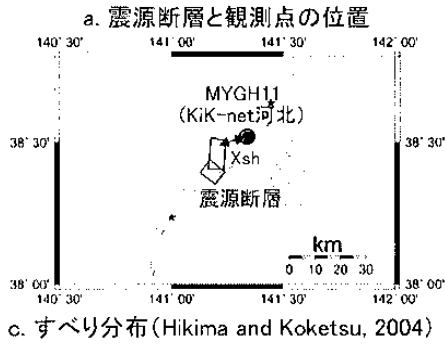 a. 震源断層と観測点の位置
140˚ 30' 141˚ 00' 141˚ 30' 142˚ 00'
MYGH11
(KiK-net河北)
38˚ 30' 38˚ 30'
Xsh
震源断層
km
0 10 20 30
38˚ 00' 38˚ 00'
140˚ 30' 141˚ 00' 141˚ 30' 142˚ 00'
c. すべり分布(Hikima and Koketsu, 2004)